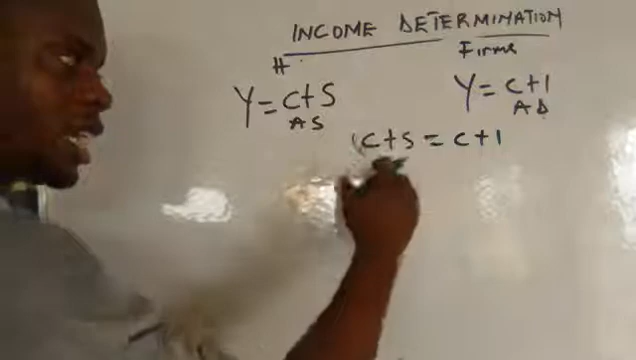 INCOME DETERMINATION
H Firms
Y = C+S Y = C+I
AS AD
C+S = C+I